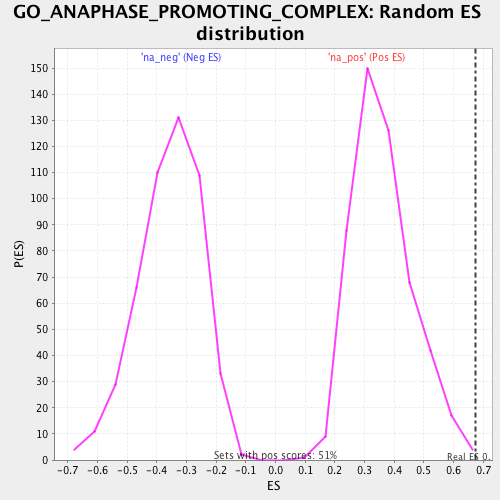 GO_ANAPHASE_PROMOTING_COMPLEX: Random ES
distribution
'na_neg' (Neg ES)
'na_pos' (Pos ES)
150
140
130
120
110
100
90
80
70
60
50
40
30
20
10
0
P(ES)
Sets with pos scores: 51%
Real ES 0.
-0.7 -0.6 -0.5 -0.4 -0.3 -0.2 -0.1 0.0 0.1 0.2 0.3 0.4 0.5 0.6 0.7
ES